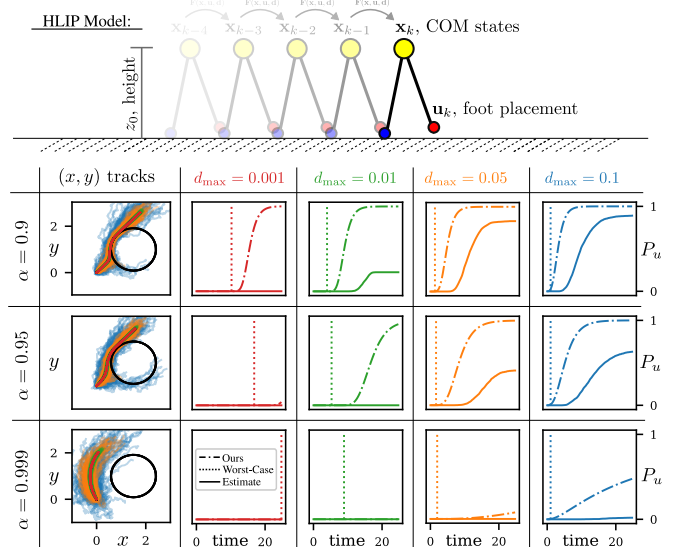 F(x, u, d) F(x, u, d) F(x, u, d) F(x, u, d)
HLIP Model:
x_{k−4} x_{k−3} x_{k−2} x_{k−1} x_k, COM states
z_0, height
u_k, foot placement
(x, y) tracks d_max = 0.001 d_max = 0.01 d_max = 0.05 d_max = 0.1
α = 0.9
2
y
0
1
P_u
0
α = 0.95
y
1
P_u
0
α = 0.999
2
y
0
Ours
Worst-Case
Estimate
1
P_u
0
0 x 2
0 time 20
0 time 20
0 time 20
0 time 20